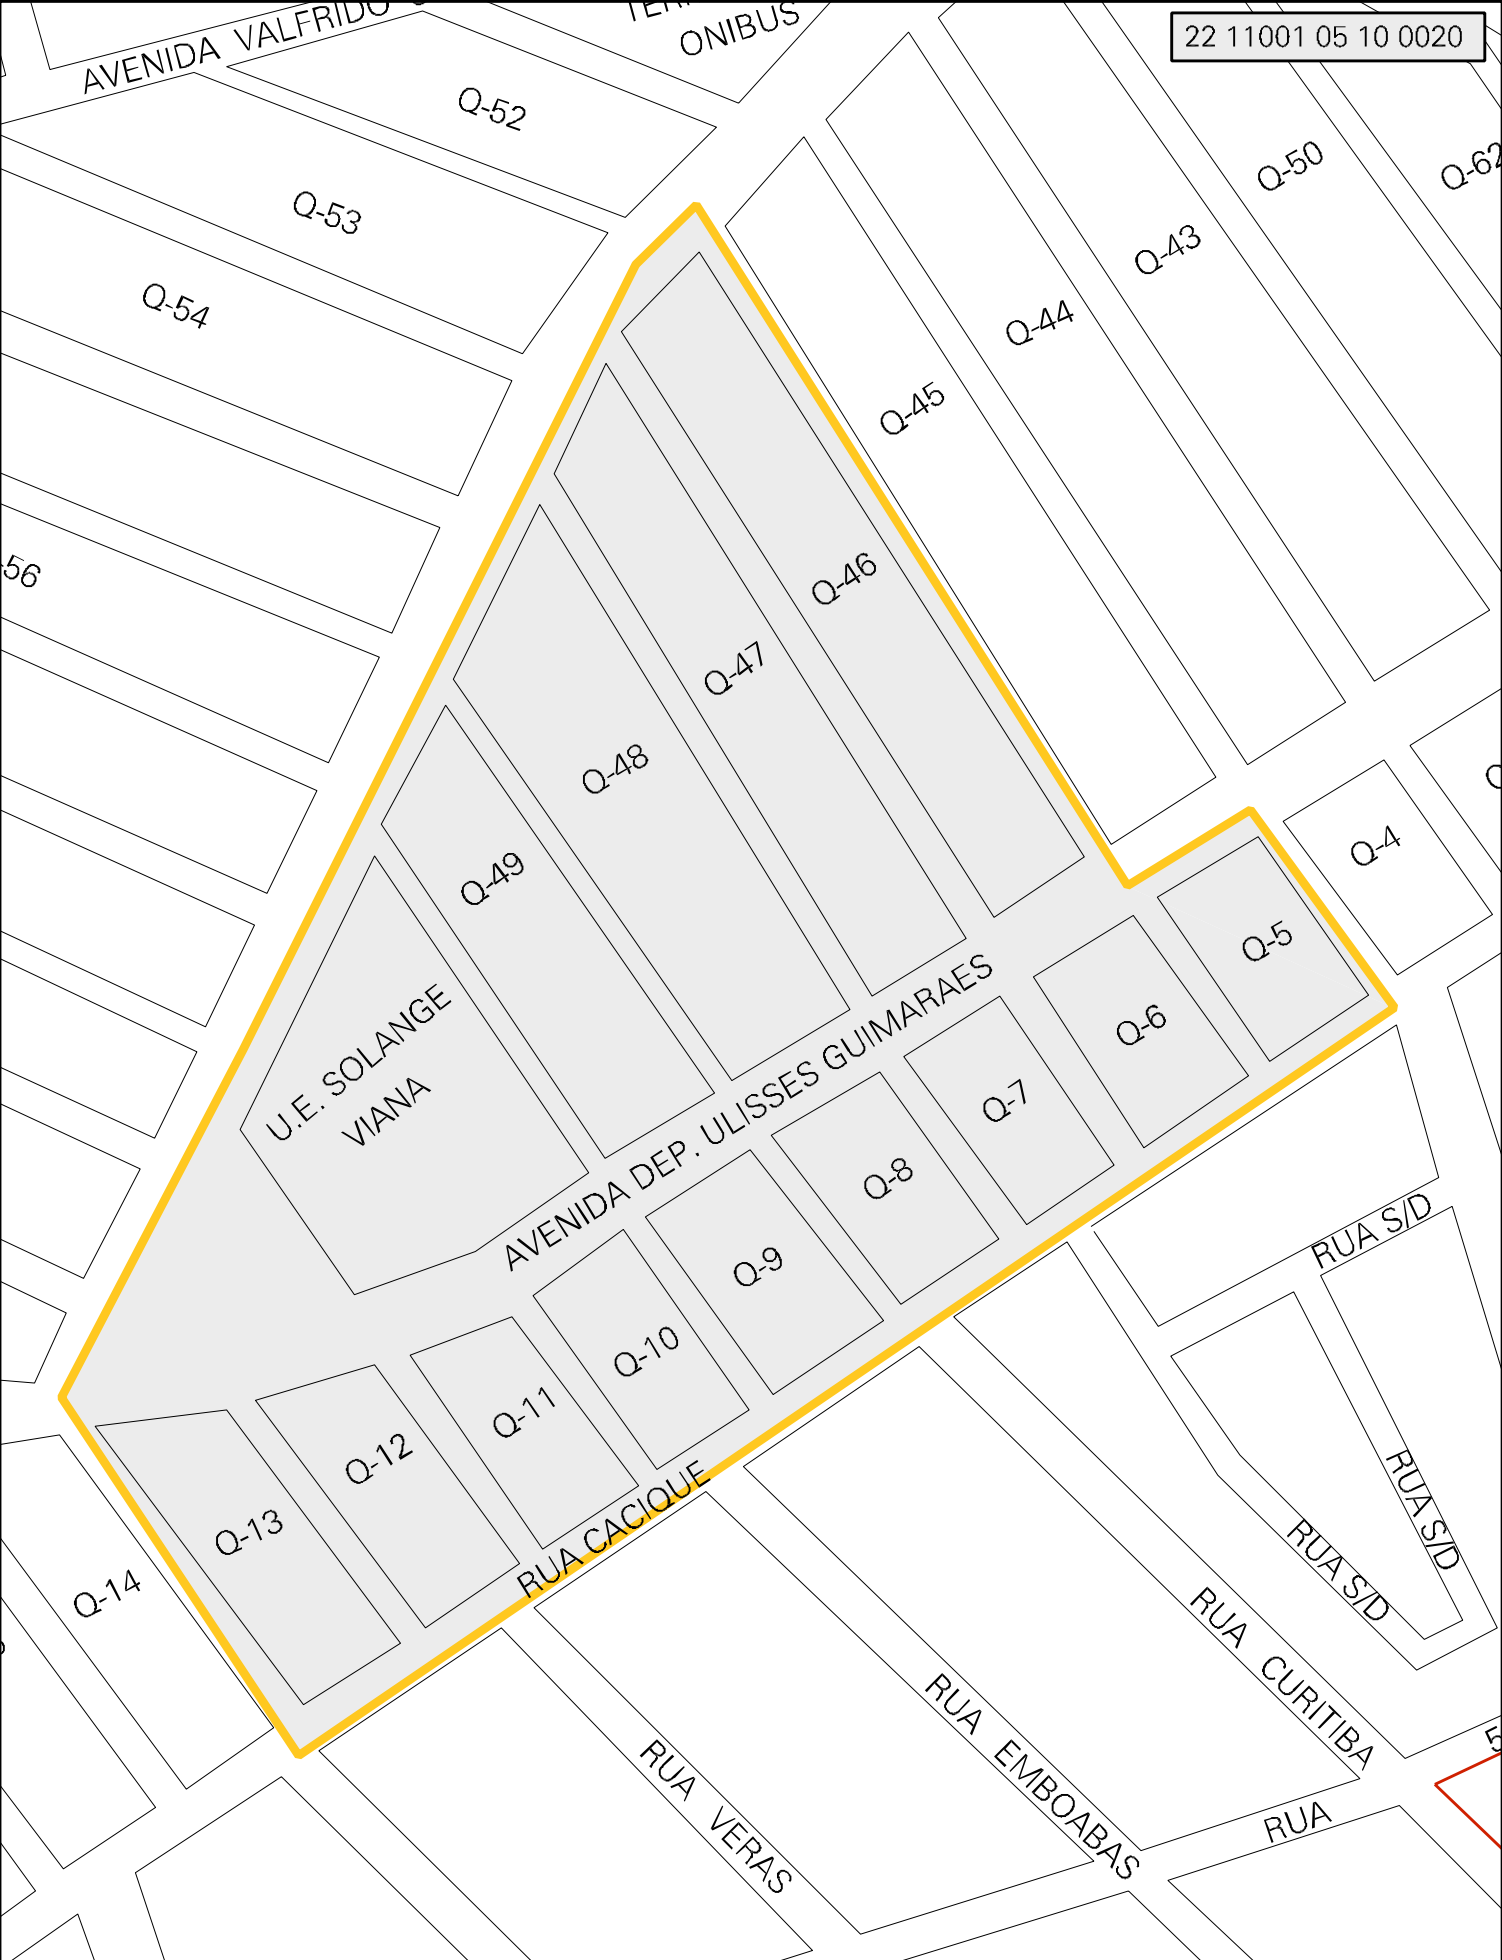 22 11001 05 10 0020
AVENIDA VALFRIDO
ONIBUS
Q-52
Q-50
Q-62
Q-53
Q-43
Q-54
Q-44
Q-45
-56
Q-46
Q-47
Q-48
Q-4
Q-49
Q-5
U.E. SOLANGE
VIANA
AVENIDA DEP. ULISSES GUIMARAES
Q-6
Q-7
Q-8
Q-9
Q-10
Q-11
Q-12
Q-13
Q-14
RUA CACIQUE
RUA S/D
RUA S/D
RUA S/D
RUA CURITIBA
RUA EMBOABAS
RUA VERAS
RUA